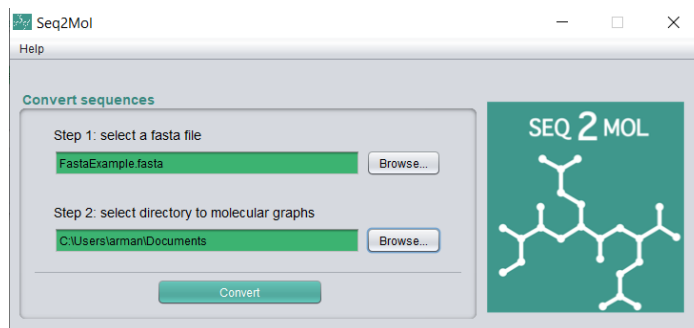 Seq2Mol
Help
Convert sequences
Step 1: select a fasta file
FastaExample.fasta
Browse...
Step 2: select directory to molecular graphs
C:\Users\arman\Documents
Browse...
Convert
SEQ 2 MOL